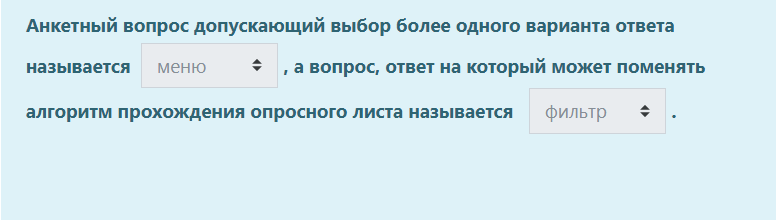 Анкетный вопрос допускающий выбор более одного варианта ответа
называется меню , а вопрос, ответ на который может поменять
алгоритм прохождения опросного листа называется фильтр .